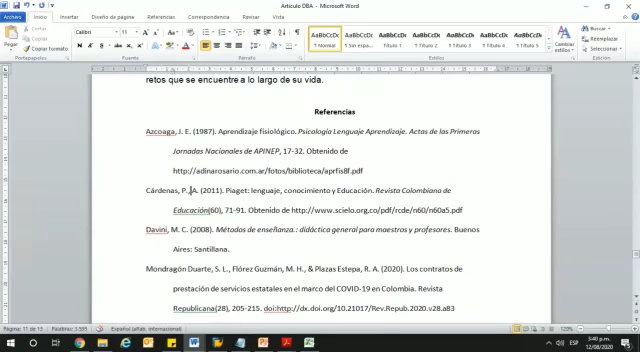 Artículo DBA - Microsoft Word
Archivo Inicio Insertar Diseño de página Referencias Correspondencia Revisar Vista
Calibri 11
Cortar
Copiar
Copiar formato
Pegar
Buscar
Reemplazar
Seleccionar
Cambiar estilos
AaBbCcDc AaBbCcDc AaBbCcDc AaBbCcDc AaBbCcDc AaBbCcDc AaBbCcDc
¶ Normal ¶ Sin espa... Título 1 ¶ Título 2 ¶ Título 3 ¶ Título 4 ¶ Título 5
Portapapeles Fuente Párrafo Estilos Edición
retos que se encuentre a lo largo de su vida.
Referencias
Azcoaga, J. E. (1987). Aprendizaje fisiológico. Psicología Lenguaje Aprendizaje. Actas de las Primeras
Jornadas Nacionales de APINEP, 17-32. Obtenido de
http://adinarosario.com.ar/fotos/biblioteca/aprfis8f.pdf
Cárdenas, P. A. (2011). Piaget: lenguaje, conocimiento y Educación. Revista Colombiana de
Educación(60), 71-91. Obtenido de http://www.scielo.org.co/pdf/rcde/n60/n60a5.pdf
Davini, M. C. (2008). Métodos de enseñanza.: didáctica general para maestros y profesores. Buenos
Aires: Santillana.
Mondragón Duarte, S. L., Flórez Guzmán, M. H., & Plazas Estepa, R. A. (2020). Los contratos de
prestación de servicios estatales en el marco del COVID-19 en Colombia. Revista
Republicana(28), 205-215. doi:http://dx.doi.org/10.21017/Rev.Repub.2020.v28.a83
Página: 11 de 13 Palabras: 3.505 Español (alfab. internacional) 120%
ESP 3:40 p.m.
12/08/2020